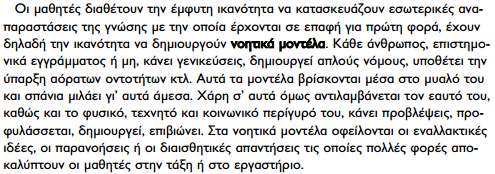 Οι μαθητές διαθέτουν την έμφυτη ικανότητα να κατασκευάζουν εσωτερικές ανα-
παραστάσεις της γνώσης με την οποία έρχονται σε επαφή για πρώτη φορά, έχουν
δηλαδή την ικανότητα να δημιουργούν νοητικά μοντέλα. Κάθε άνθρωπος, επιστημο-
νικά εγγράμματος ή μη, κάνει γενικεύσεις, δημιουργεί απλούς νόμους, υποθέτει την
ύπαρξη αόρατων οντοτήτων κτλ. Αυτά τα μοντέλα βρίσκονται μέσα στο μυαλό του
και σπάνια μιλάει γι' αυτά άμεσα. Χάρη σ' αυτά όμως αντιλαμβάνεται τον εαυτό του,
καθώς και το φυσικό, τεχνητό και κοινωνικό περίγυρό του, κάνει προβλέψεις, προ-
φυλάσσεται, δημιουργεί, επιβιώνει. Στα νοητικά μοντέλα οφείλονται οι εναλλακτικές
ιδέες, οι παρανοήσεις ή οι διαισθητικές απαντήσεις τις οποίες πολλές φορές απο-
καλύπτουν οι μαθητές στην τάξη ή στο εργαστήριο.